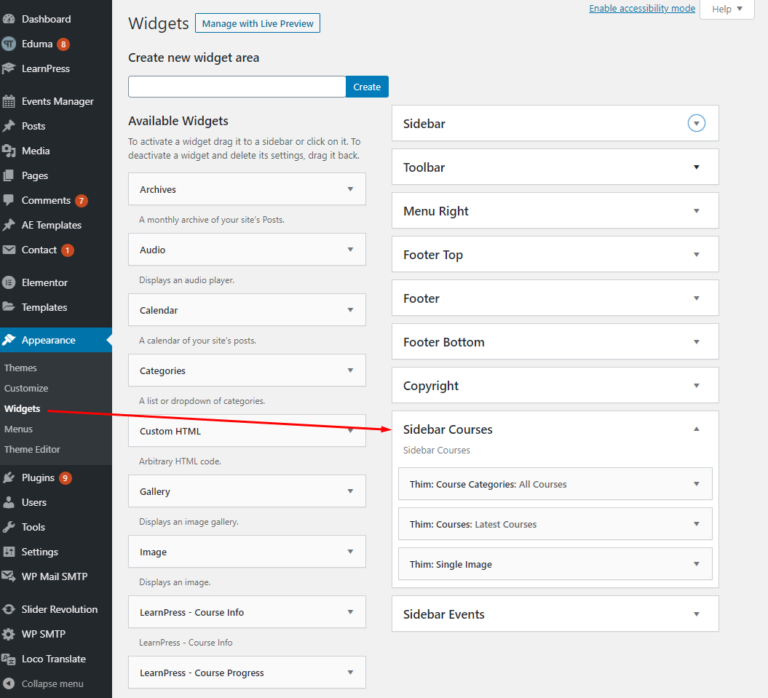 Dashboard
Eduma 8
LearnPress
Events Manager
Posts
Media
Pages
Comments 7
AE Templates
Contact 1
Elementor
Templates
Appearance
Themes
Customize
Widgets
Menus
Theme Editor
Plugins 9
Users
Tools
Settings
WP Mail SMTP
Slider Revolution
WP SMTP
Loco Translate
Collapse menu
Enable accessibility mode
Help
Widgets
Manage with Live Preview
Create new widget area
Create
Available Widgets
To activate a widget drag it to a sidebar or click on it. To
deactivate a widget and delete its settings, drag it back.
Archives
A monthly archive of your site's Posts.
Audio
Displays an audio player.
Calendar
A calendar of your site's posts.
Categories
A list or dropdown of categories.
Custom HTML
Arbitrary HTML code.
Gallery
Displays an image gallery.
Image
Displays an image.
LearnPress - Course Info
LearnPress - Course Info
LearnPress - Course Progress
Sidebar
Toolbar
Menu Right
Footer Top
Footer
Footer Bottom
Copyright
Sidebar Courses
Sidebar Courses
Thim: Course Categories: All Courses
Thim: Courses: Latest Courses
Thim: Single Image
Sidebar Events